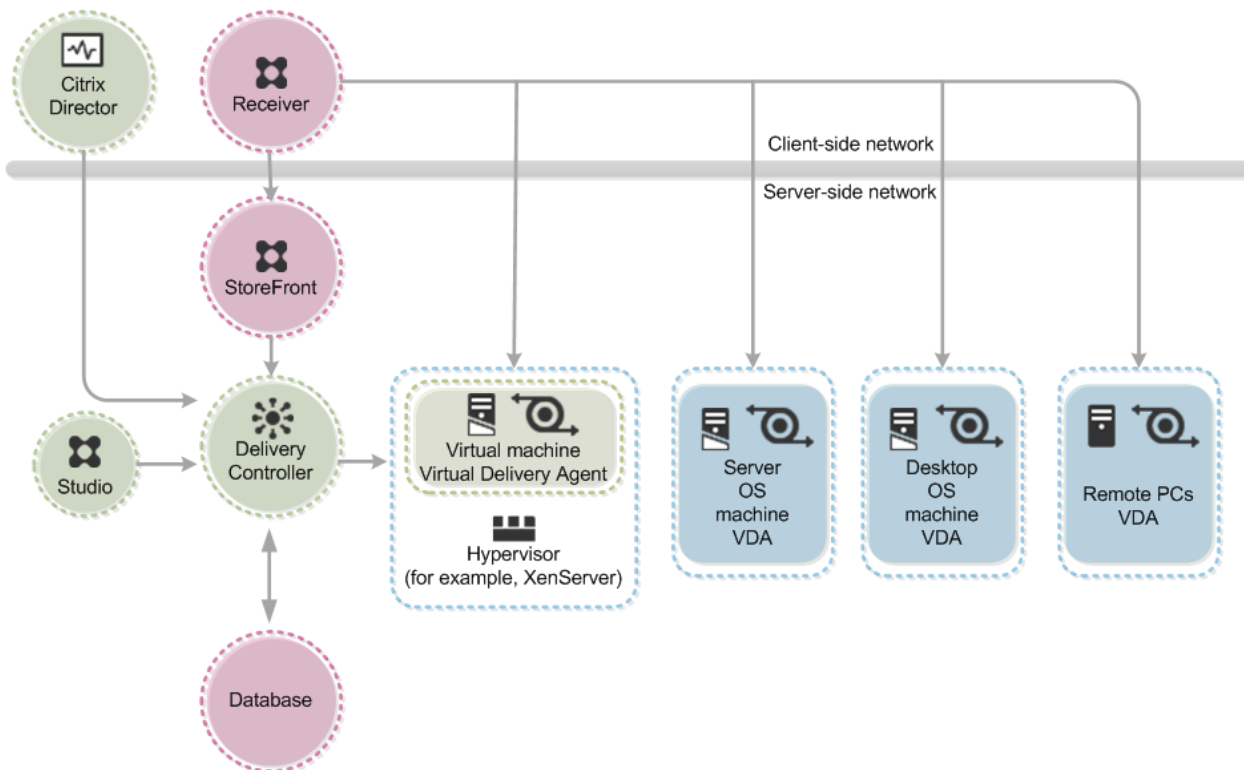 Citrix
Director
Receiver
Client-side network
Server-side network
StoreFront
Studio
Delivery
Controller
Virtual machine
Virtual Delivery Agent
Hypervisor
(for example, XenServer)
Server
OS
machine
VDA
Desktop
OS
machine
VDA
Remote PCs
VDA
Database